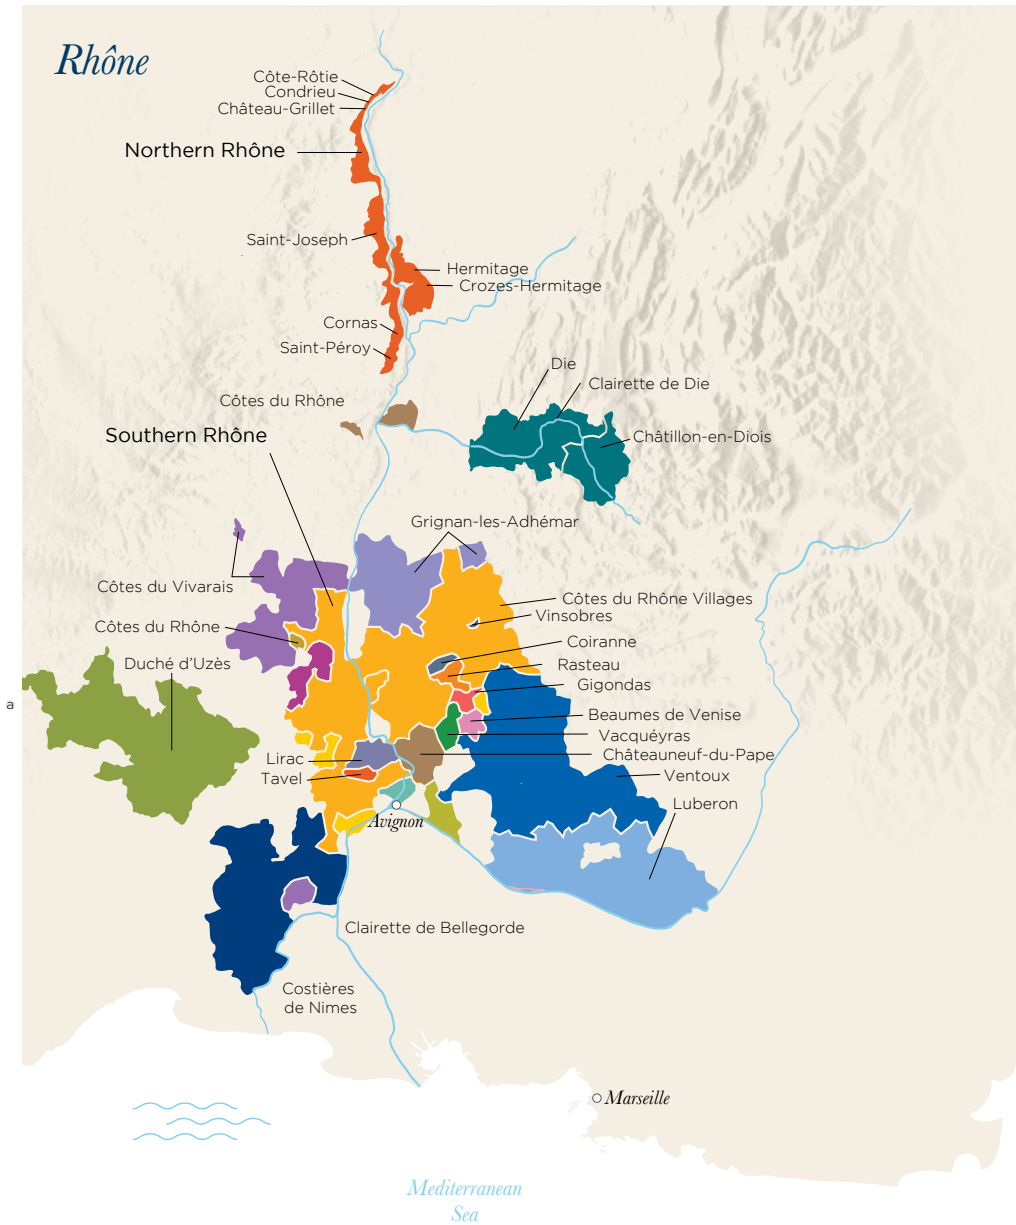 Rhône
Côte-Rôtie
Condrieu
Château-Grillet
Northern Rhône
Saint-Joseph
Hermitage
Crozes-Hermitage
Cornas
Saint-Péroy
Die
Clairette de Die
Côtes du Rhône
Southern Rhône
Châtillon-en-Diois
Grignan-les-Adhémar
Côtes du Vivarais
Côtes du Rhône Villages
Vinsobres
Côtes du Rhône
Coiranne
Duché d'Uzès
Rasteau
Gigondas
a
Beaumes de Venise
Vacquéyras
Châteauneuf-du-Pape
Lirac
Tavel
Ventoux
Luberon
Avignon
Clairette de Bellegorde
Costières
de Nimes
Marseille
Mediterranean
Sea